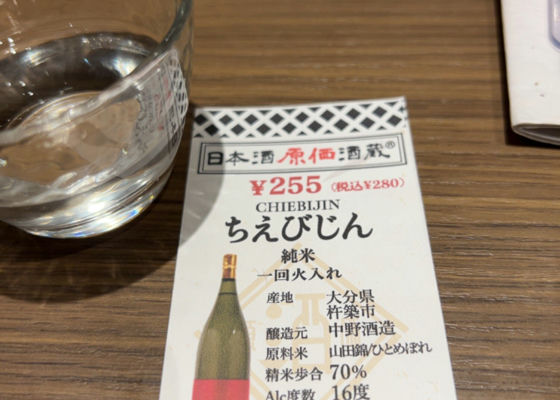 日本酒原価酒蔵®
¥255（税込¥280）
CHIEBIJIN
ちえびじん
純米
一回火入れ
産地 大分県
杵築市
醸造元 中野酒造
原料米 山田錦/ひとめぼれ
精米歩合 70%
Alc度数 16度